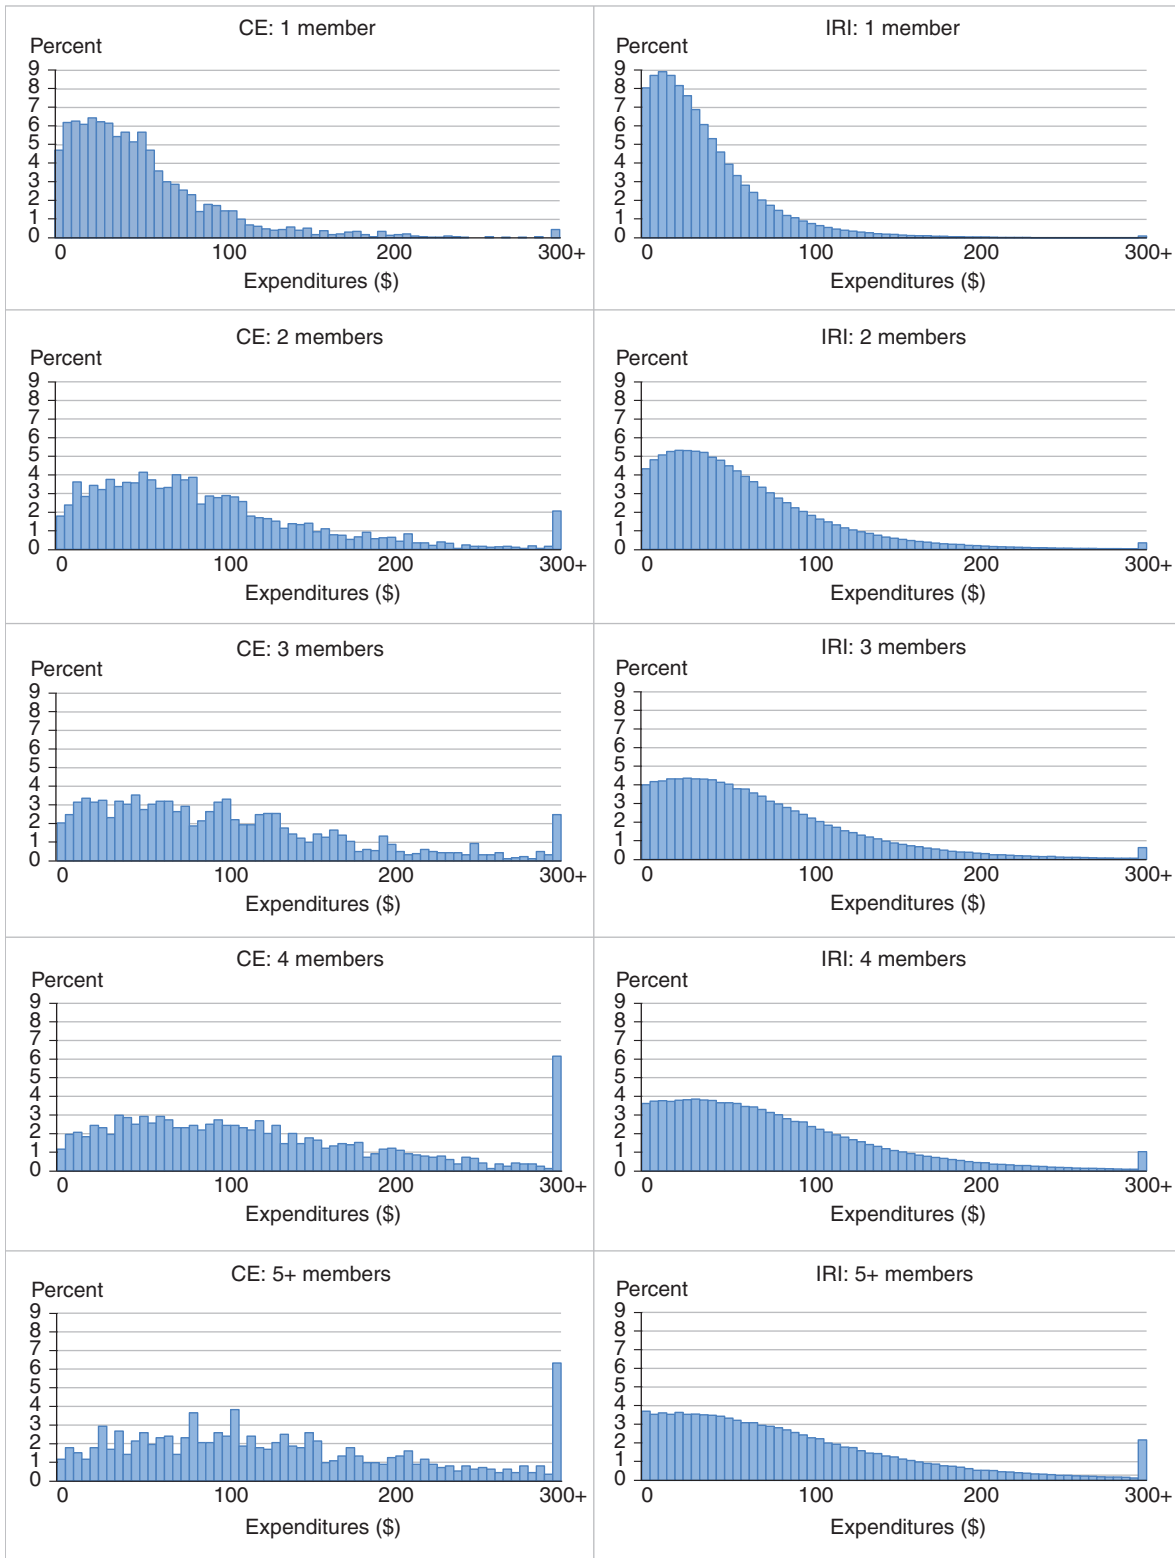 CE: 1 member
Percent
9
8
7
6
5
4
3
2
1
0
0 100 200 300+
Expenditures ($)
IRI: 1 member
Percent
9
8
7
6
5
4
3
2
1
0
0 100 200 300+
Expenditures ($)
CE: 2 members
Percent
9
8
7
6
5
4
3
2
1
0
0 100 200 300+
Expenditures ($)
IRI: 2 members
Percent
9
8
7
6
5
4
3
2
1
0
0 100 200 300+
Expenditures ($)
CE: 3 members
Percent
9
8
7
6
5
4
3
2
1
0
0 100 200 300+
Expenditures ($)
IRI: 3 members
Percent
9
8
7
6
5
4
3
2
1
0
0 100 200 300+
Expenditures ($)
CE: 4 members
Percent
9
8
7
6
5
4
3
2
1
0
0 100 200 300+
Expenditures ($)
IRI: 4 members
Percent
9
8
7
6
5
4
3
2
1
0
0 100 200 300+
Expenditures ($)
CE: 5+ members
Percent
9
8
7
6
5
4
3
2
1
0
0 100 200 300+
Expenditures ($)
IRI: 5+ members
Percent
9
8
7
6
5
4
3
2
1
0
0 100 200 300+
Expenditures ($)